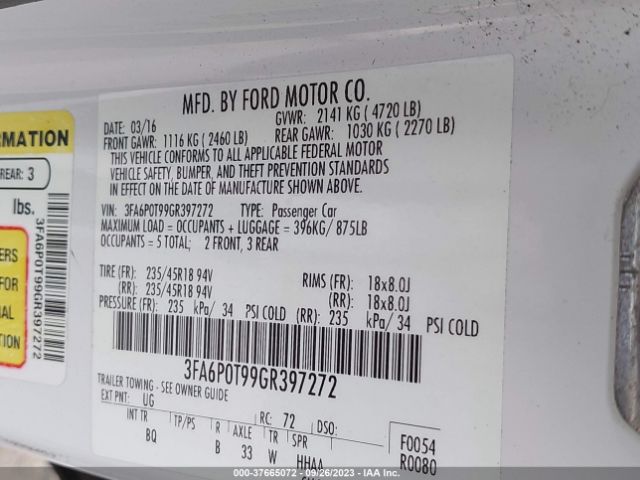 MFD. BY FORD MOTOR CO.
03/16
GVWR: 2141 KG ( 4720 LB)
FRONT GAWR: 1116 KG ( 2460 LB)
REAR GAWR: 1030 KG ( 2270 LB)
THIS VEHICLE CONFORMS TO ALL APPLICABLE FEDERAL MOTOR
VEHICLE SAFETY, BUMPER, AND THEFT PREVENTION STANDARDS
IN EFFECT ON THE DATE OF MANUFACTURE SHOWN ABOVE.
VIN: 3FA6P0T99GR397272 TYPE: Passenger Car
MAXIMUM LOAD = OCCUPANTS + LUGGAGE = 396KG/ 875LB
OCCUPANTS = 5 TOTAL; 2 FRONT, 3 REAR
TIRE (FR): 235/45R18 94V RIMS (FR): 18x8.0J
(RR): 235/45R18 94V (RR): 18x8.0J
PRESSURE (FR): 235 kPa/ 34 PSI COLD (RR): 235 kPa/ 34 PSI COLD
3FA6P0T99GR397272
TRAILER TOWING - SEE OWNER GUIDE
EXT PNT: UG RC: 72 DSO:
INT TR TP/PS R AXLE TR SPR F0054
BQ B 33 W HHAA R0080
ORMATION
REAR: 3
lbs.
3FA6P0T99GR397272
ERS
FOR
AL
TION
000-37665072 - 09/26/2023 - IAA Inc.